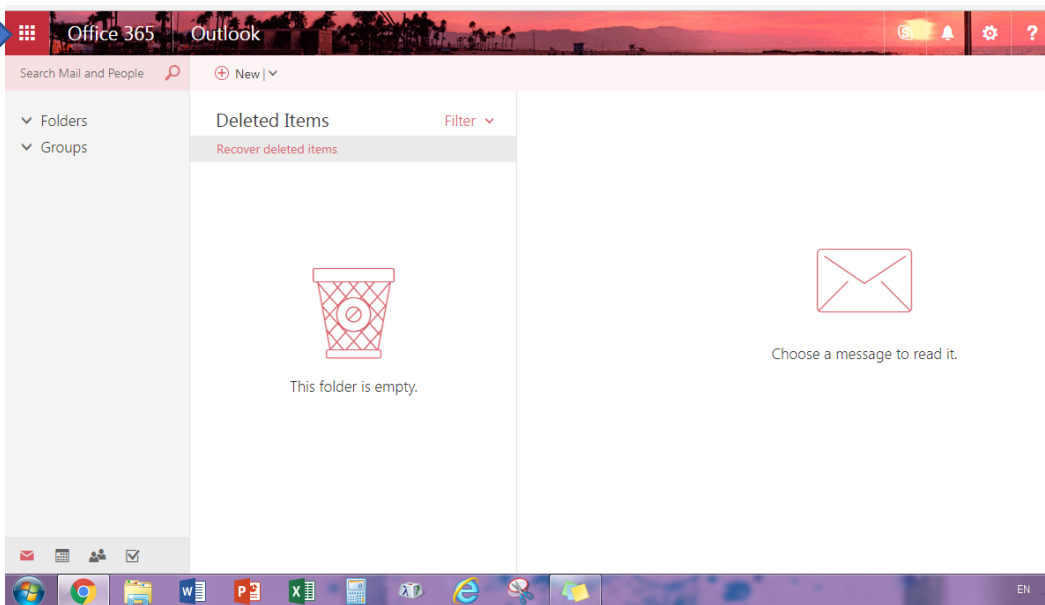 Office 365 Outlook ?
Search Mail and People New
Folders
Groups
Deleted Items Filter
Recover deleted items
This folder is empty.
Choose a message to read it.
EN